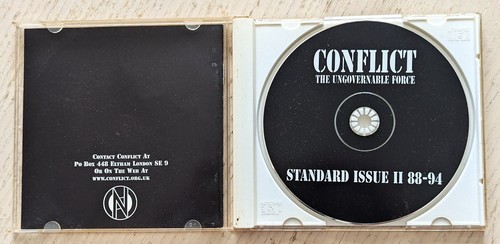 Contact Conflict At
Po Box 448 Eltham London SE 9
Or On The Web At
www.conflict.org.uk
CONFLICT
THE UNGOVERNABLE FORCE
STANDARD ISSUE II 88-94